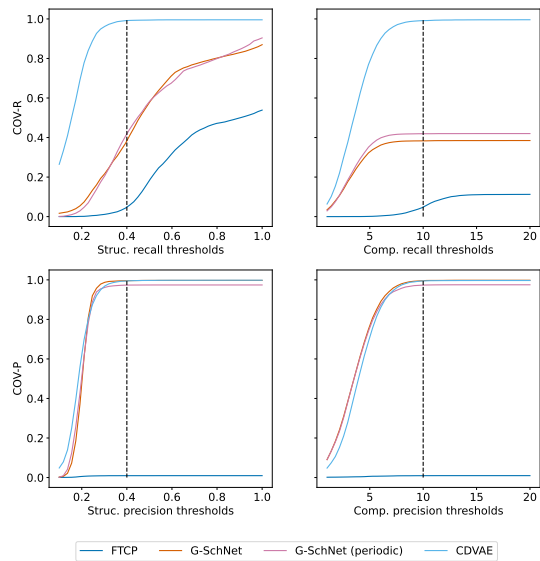 1.0
0.8
0.6
0.4
0.2
0.0
COV-R
0.2 0.4 0.6 0.8 1.0
Struc. recall thresholds
5 10 15 20
Comp. recall thresholds
1.0
0.8
0.6
0.4
0.2
0.0
COV-P
0.2 0.4 0.6 0.8 1.0
Struc. precision thresholds
5 10 15 20
Comp. precision thresholds
FTCP G-SchNet G-SchNet (periodic) CDVAE